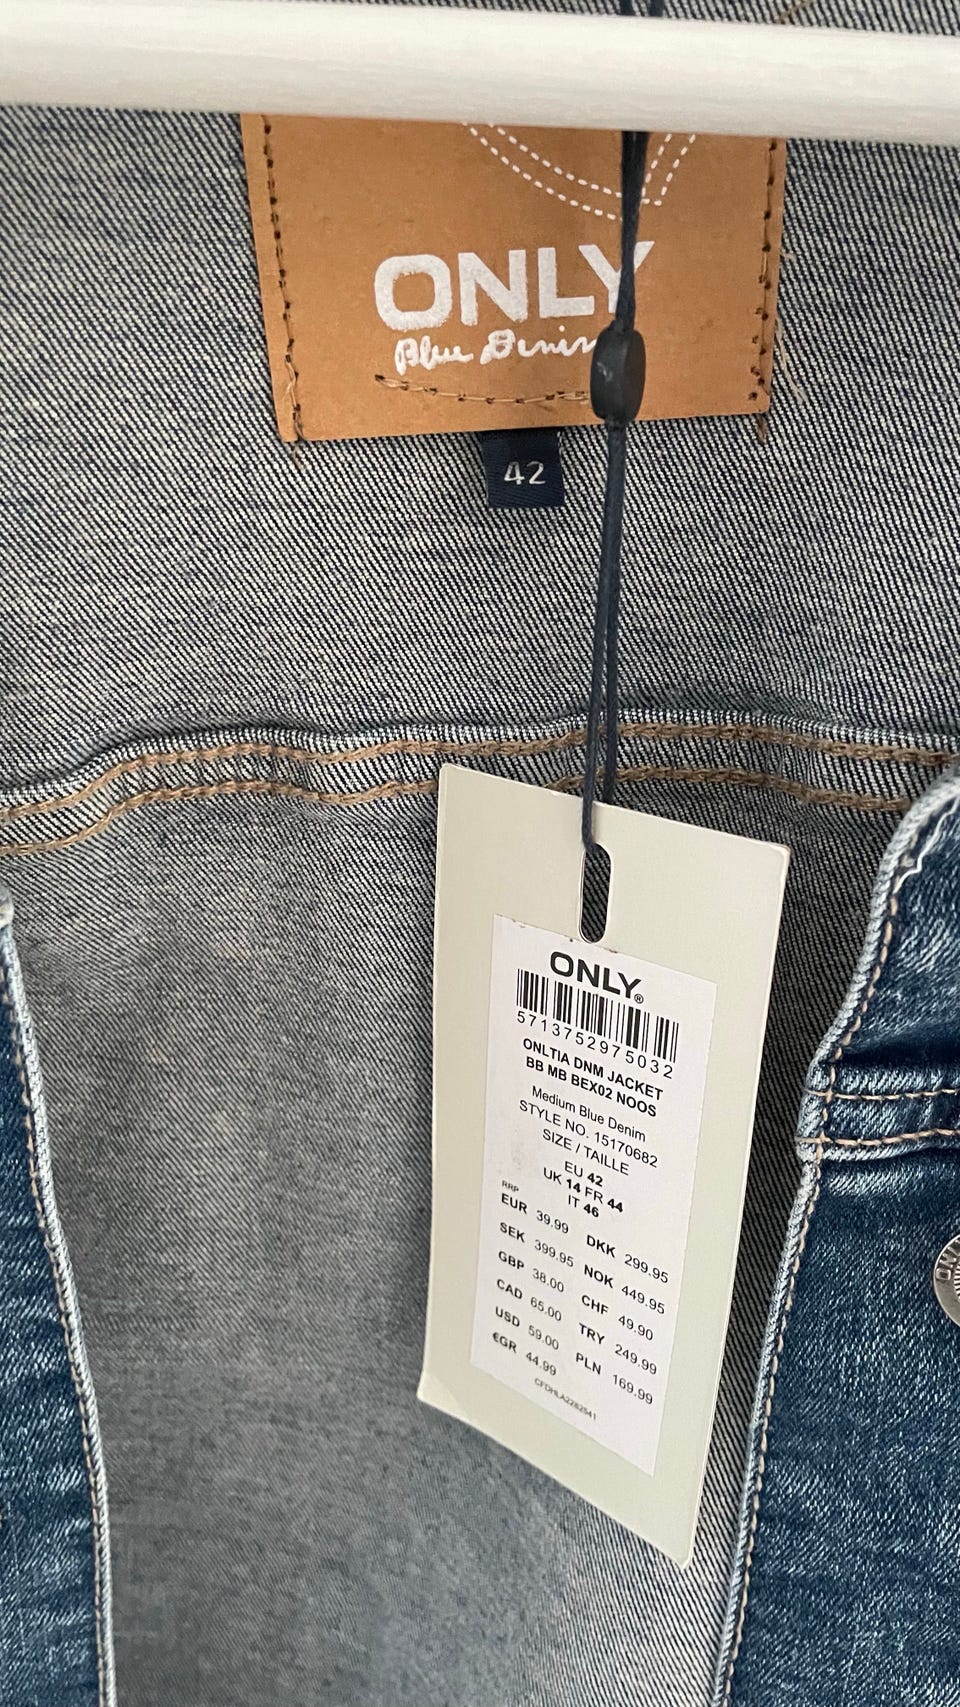 ONLY
Blue Denim
42
ONLY®
5713752975032
ONLTIA DNM JACKET
BB MB BEX02 NOOS
Medium Blue Denim
STYLE NO. 15170682
SIZE / TAILLE
EU 42
UK 14 FR 44
IT 46
RRP
EUR 39.99 DKK 299.95
SEK 399.95 NOK 449.95
GBP 38.00 CHF 49.90
CAD 65.00 TRY 249.99
USD 59.00 PLN 169.99
€GR 44.99